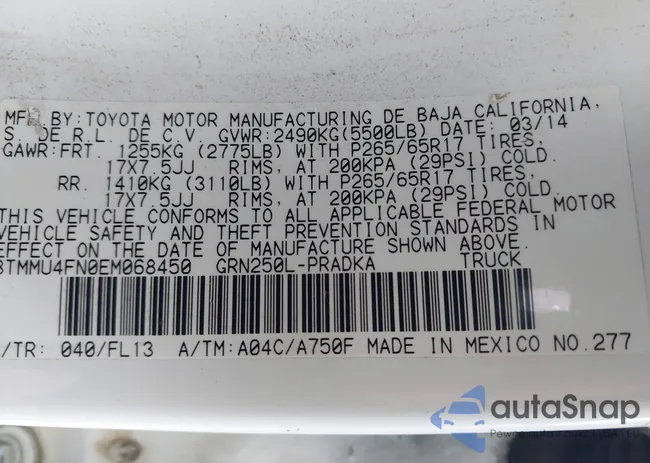 MFD BY: TOYOTA MOTOR MANUFACTURING DE BAJA CALIFORNIA,
S. DE R.L. DE C.V. GVWR: 2490KG(5500LB) DATE: 03/14
GAWR: FRT. 1255KG (2775LB) WITH P265/65R17 TIRES,
17X7.5JJ RIMS, AT 200KPA (29PSI) COLD.
RR. 1410KG (3110LB) WITH P265/65R17 TIRES,
17X7.5JJ RIMS, AT 200KPA (29PSI) COLD.
THIS VEHICLE CONFORMS TO ALL APPLICABLE FEDERAL MOTOR
VEHICLE SAFETY AND THEFT PREVENTION STANDARDS IN
EFFECT ON THE DATE OF MANUFACTURE SHOWN ABOVE.
3TMMU4FN0EM068450 GRN250L-PRADKA TRUCK
/TR: 040/FL13 A/TM: A04C/A750F MADE IN MEXICO NO.277
autaSnap